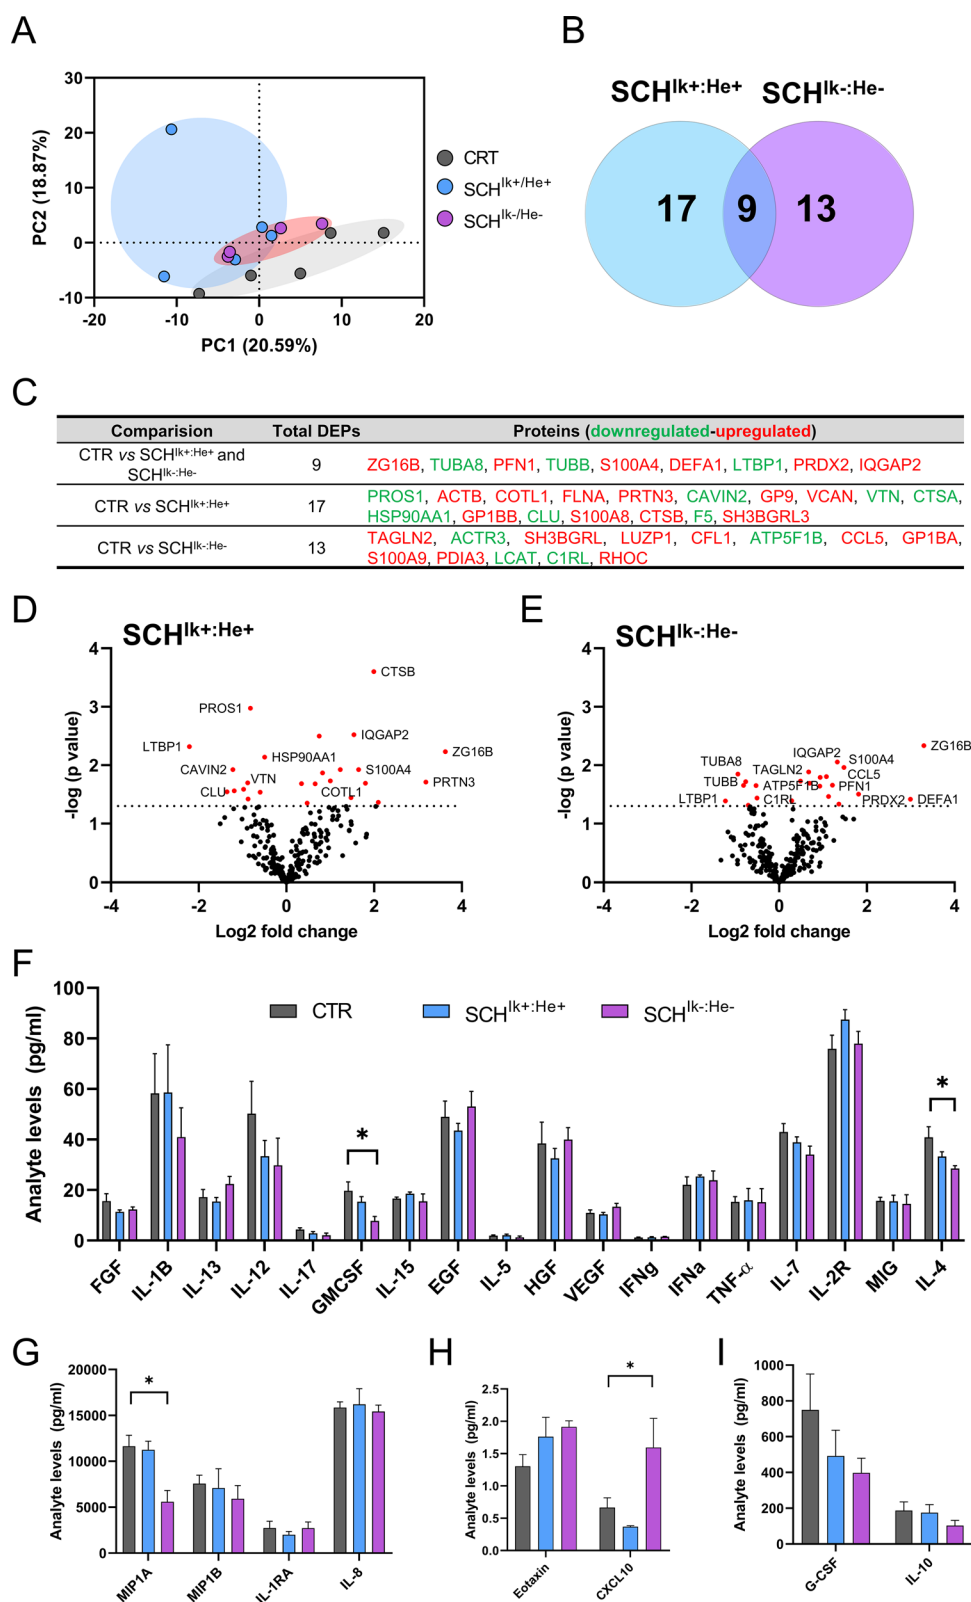 A
B
30
20
10
0
-10
-20
-10
0
10
20
PC2 (18.87%)
PC1 (20.59%)
CRT
SCHIk+/He+
SCHIk-/He-
SCHIk+:He+
SCHIk-:He-
17
9
13
C
Comparision
Total DEPs
Proteins (downregulated-upregulated)
CTR vs SCHIk+:He+ and
SCHIk-:He-
9
ZG16B, TUBA8, PFN1, TUBB, S100A4, DEFA1, LTBP1, PRDX2, IQGAP2
CTR vs SCHIk+:He+
17
PROS1, ACTB, COTL1, FLNA, PRTN3, CAVIN2, GP9, VCAN, VTN, CTSA,
HSP90AA1, GP1BB, CLU, S100A8, CTSB, F5, SH3BGRL3
CTR vs SCHIk-:He-
13
TAGLN2, ACTR3, SH3BGRL, LUZP1, CFL1, ATP5F1B, CCL5, GP1BA,
S100A9, PDIA3, LCAT, C1RL, RHOC
D
SCHIk+:He+
4
3
2
1
0
-4
-2
0
2
4
-log (p value)
Log2 fold change
CTSB
PROS1
IQGAP2
LTBP1
HSP90AA1
ZG16B
CAVIN2
S100A4
VTN
PRTN3
CLU
COTL1
E
SCHIk-:He-
4
3
2
1
0
-4
-2
0
2
4
-log (p value)
Log2 fold change
ZG16B
IQGAP2
S100A4
TUBA8
TAGLN2
CCL5
TUBB
ATP5F1B
PFN1
LTBP1
C1RL
PRDX2
DEFA1
F
100
80
60
40
20
0
Analyte levels (pg/ml)
CTR
SCHIk+:He+
SCHIk-:He-
*
*
FGF
IL-1B
IL-13
IL-12
IL-17
GMCSF
IL-15
EGF
IL-5
HGF
VEGF
IFNg
IFNa
TNF-α
IL-7
IL-2R
MIG
IL-4
G
20000
15000
10000
5000
0
Analyte levels (pg/ml)
*
MIP1A
MIP1B
IL-1RA
IL-8
H
2.5
2.0
1.5
1.0
0.5
0.0
Analyte levels (pg/ml)
*
Eotaxin
CXCL10
I
1000
800
600
400
200
0
Analyte levels (pg/ml)
G-CSF
IL-10